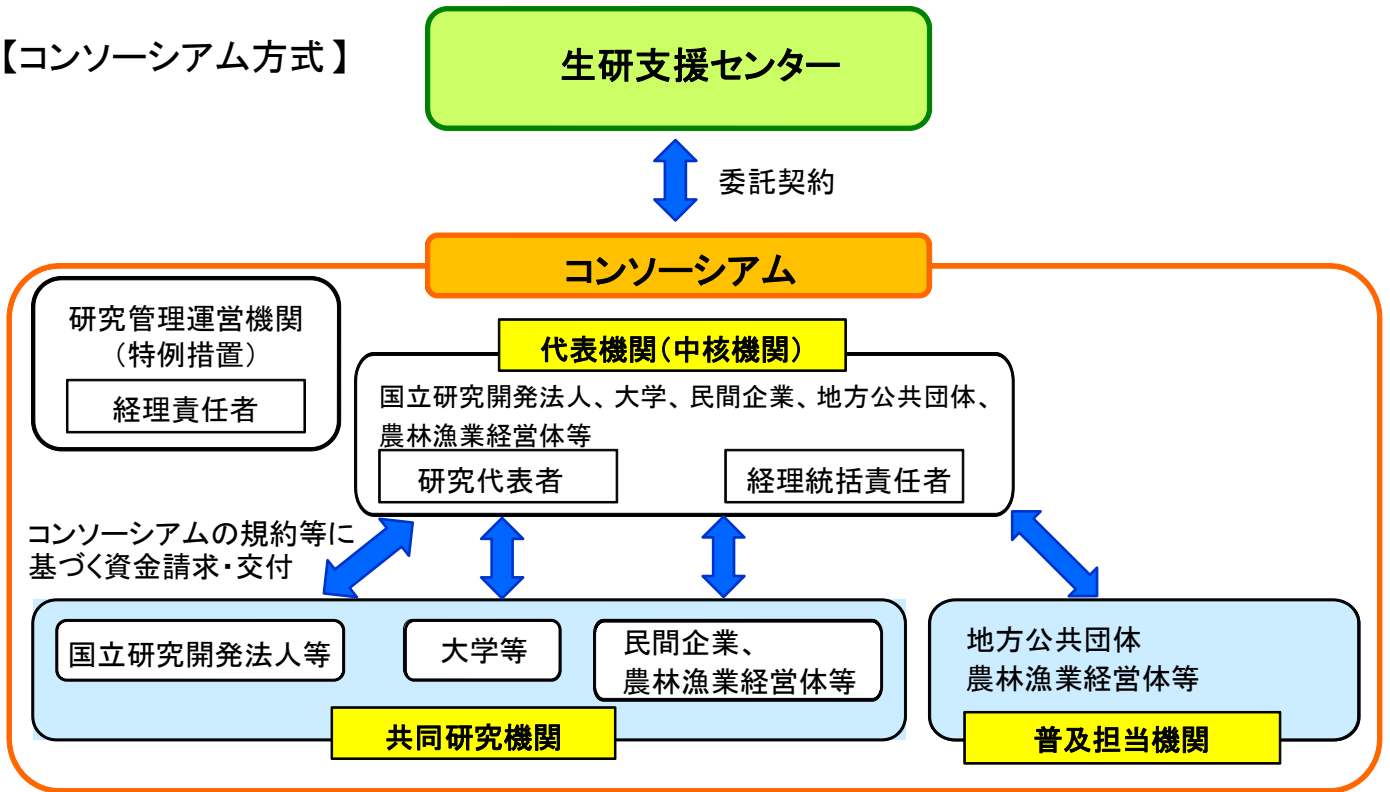 【コンソーシアム方式】
生研支援センター
委託契約
コンソーシアム
研究管理運営機関
（特例措置）
経理責任者
代表機関（中核機関）
国立研究開発法人、大学、民間企業、地方公共団体、
農林漁業経営体等
研究代表者
経理統括責任者
コンソーシアムの規約等に
基づく資金請求・交付
国立研究開発法人等
大学等
民間企業、
農林漁業経営体等
共同研究機関
地方公共団体
農林漁業経営体等
普及担当機関